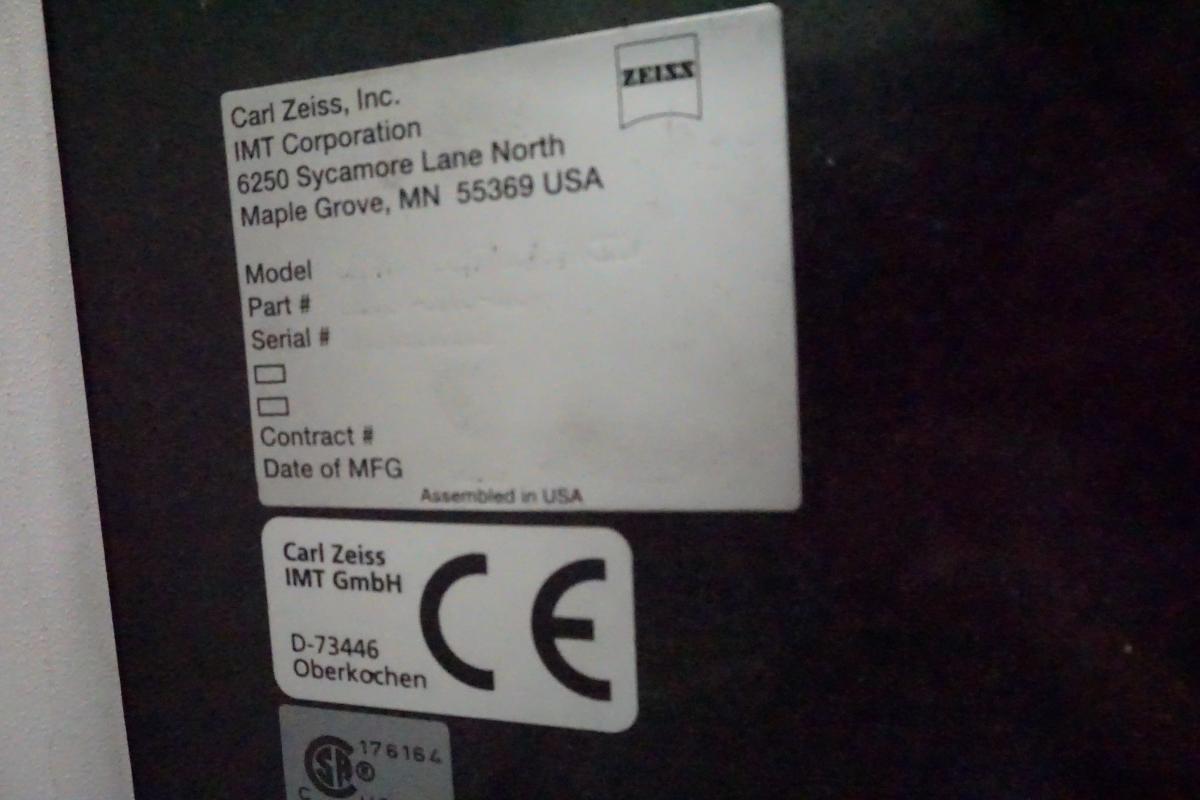 Carl Zeiss, Inc.
IMT Corporation
6250 Sycamore Lane North
Maple Grove, MN 55369 USA
ZEISS
Model
Part #
Serial #
Contract #
Date of MFG
Assembled in USA
Carl Zeiss
IMT GmbH
D-73446
Oberkochen
CE
176164